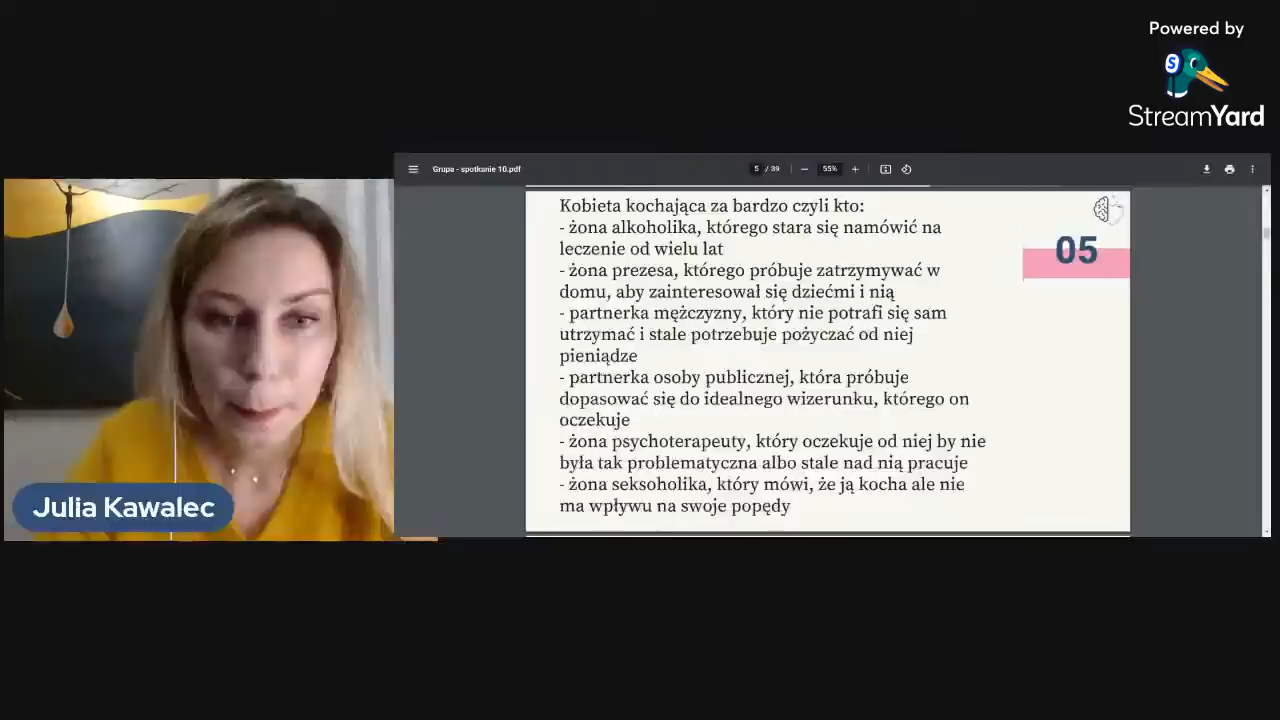 Powered by
StreamYard
Grupa - spotkanie 10.pdf
5 / 39
55%
Kobieta kochająca za bardzo czyli kto:
- żona alkoholika, którego stara się namówić na
leczenie od wielu lat
- żona prezesa, którego próbuje zatrzymywać w
domu, aby zainteresował się dziećmi i nią
- partnerka mężczyzny, który nie potrafi się sam
utrzymać i stale potrzebuje pożyczać od niej
pieniądze
- partnerka osoby publicznej, która próbuje
dopasować się do idealnego wizerunku, którego on
oczekuje
- żona psychoterapeuty, który oczekuje od niej by nie
była tak problematyczna albo stale nad nią pracuje
- żona seksoholika, który mówi, że ją kocha ale nie
ma wpływu na swoje popędy
05
Julia Kawalec